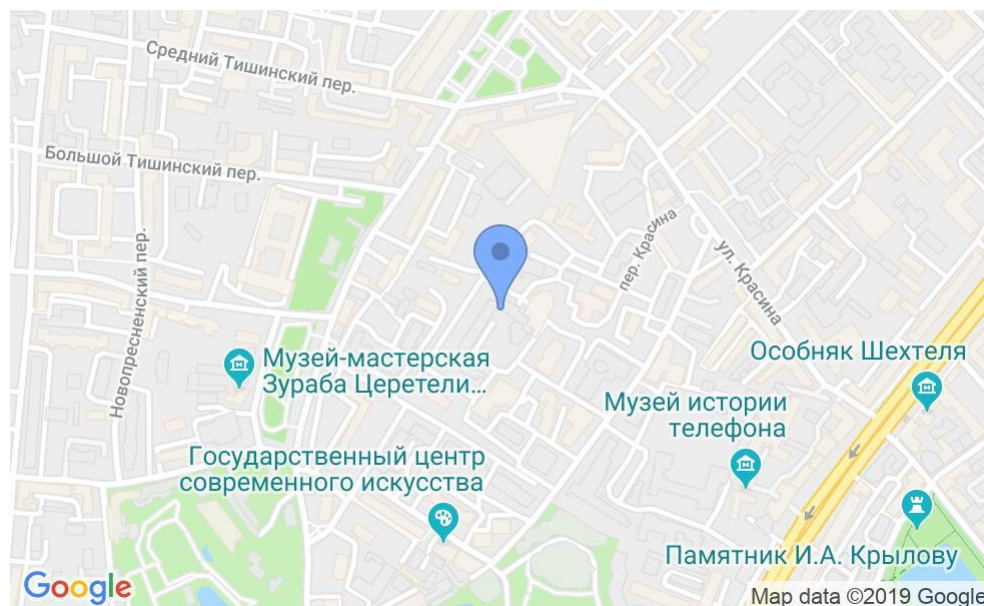 Средний Тишинский пер.
Большой Тишинский пер.
Новопресненский пер.
пер. Красина
ул. Красина
Особняк Шехтеля
Музей-мастерская
Зураба Церетели...
Музей истории
телефона
Государственный центр
современного искусства
Памятник И.А. Крылову
Google
Map data ©2019 Google